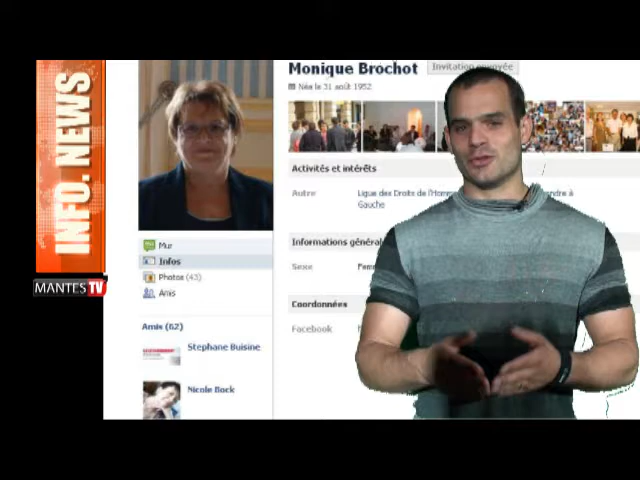 INFO. NEWS
MANTES TV
Monique Brochot
Invitation envoyée
Née le 31 août 1952
Activités et intérêts
Autre
Ligue des Droits de l'Homme
Gauche
Informations générales
Sexe
Coordonnées
Facebook
Mur
Infos
Photos (43)
Amis
Amis (62)
Stephane Buisine
Nicole Bock